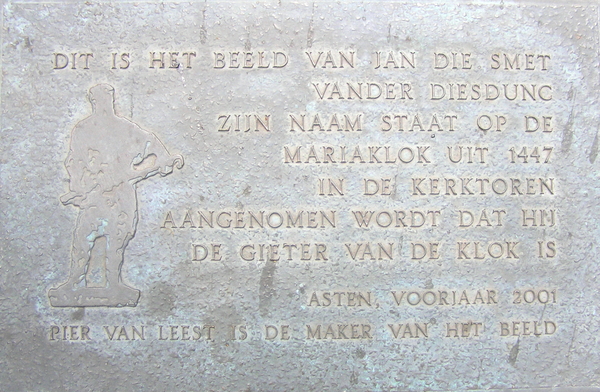 DIT IS HET BEELD VAN JAN DIE SMET
VANDER DIESDUNC
ZIJN NAAM STAAT OP DE
MARIAKLOK UIT 1447
IN DE KERKTOREN
AANGENOMEN WORDT DAT HIJ
DE GIETER VAN DE KLOK IS
ASTEN, VOORJAAR 2001
PIER VAN LEEST IS DE MAKER VAN HET BEELD